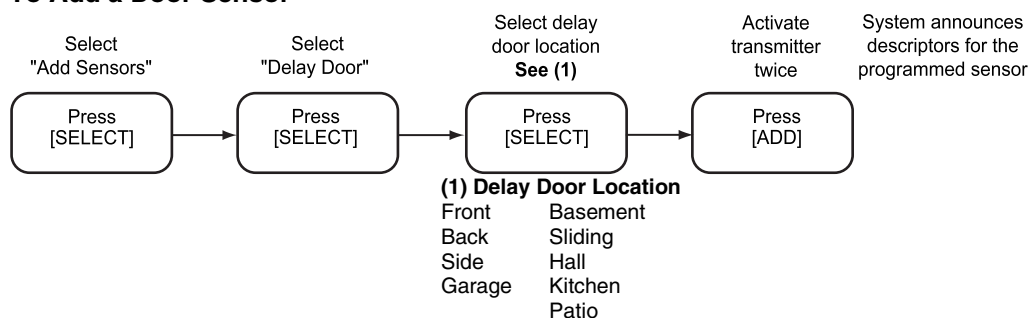 To Add a Door Sensor
Select
"Add Sensors"
Press
[SELECT]
Select
"Delay Door"
Press
[SELECT]
Select delay
door location
See (1)
Press
[SELECT]
Activate
transmitter
twice
Press
[ADD]
System announces
descriptors for the
programmed sensor
(1) Delay Door Location
Front Basement
Back Sliding
Side Hall
Garage Kitchen
Patio